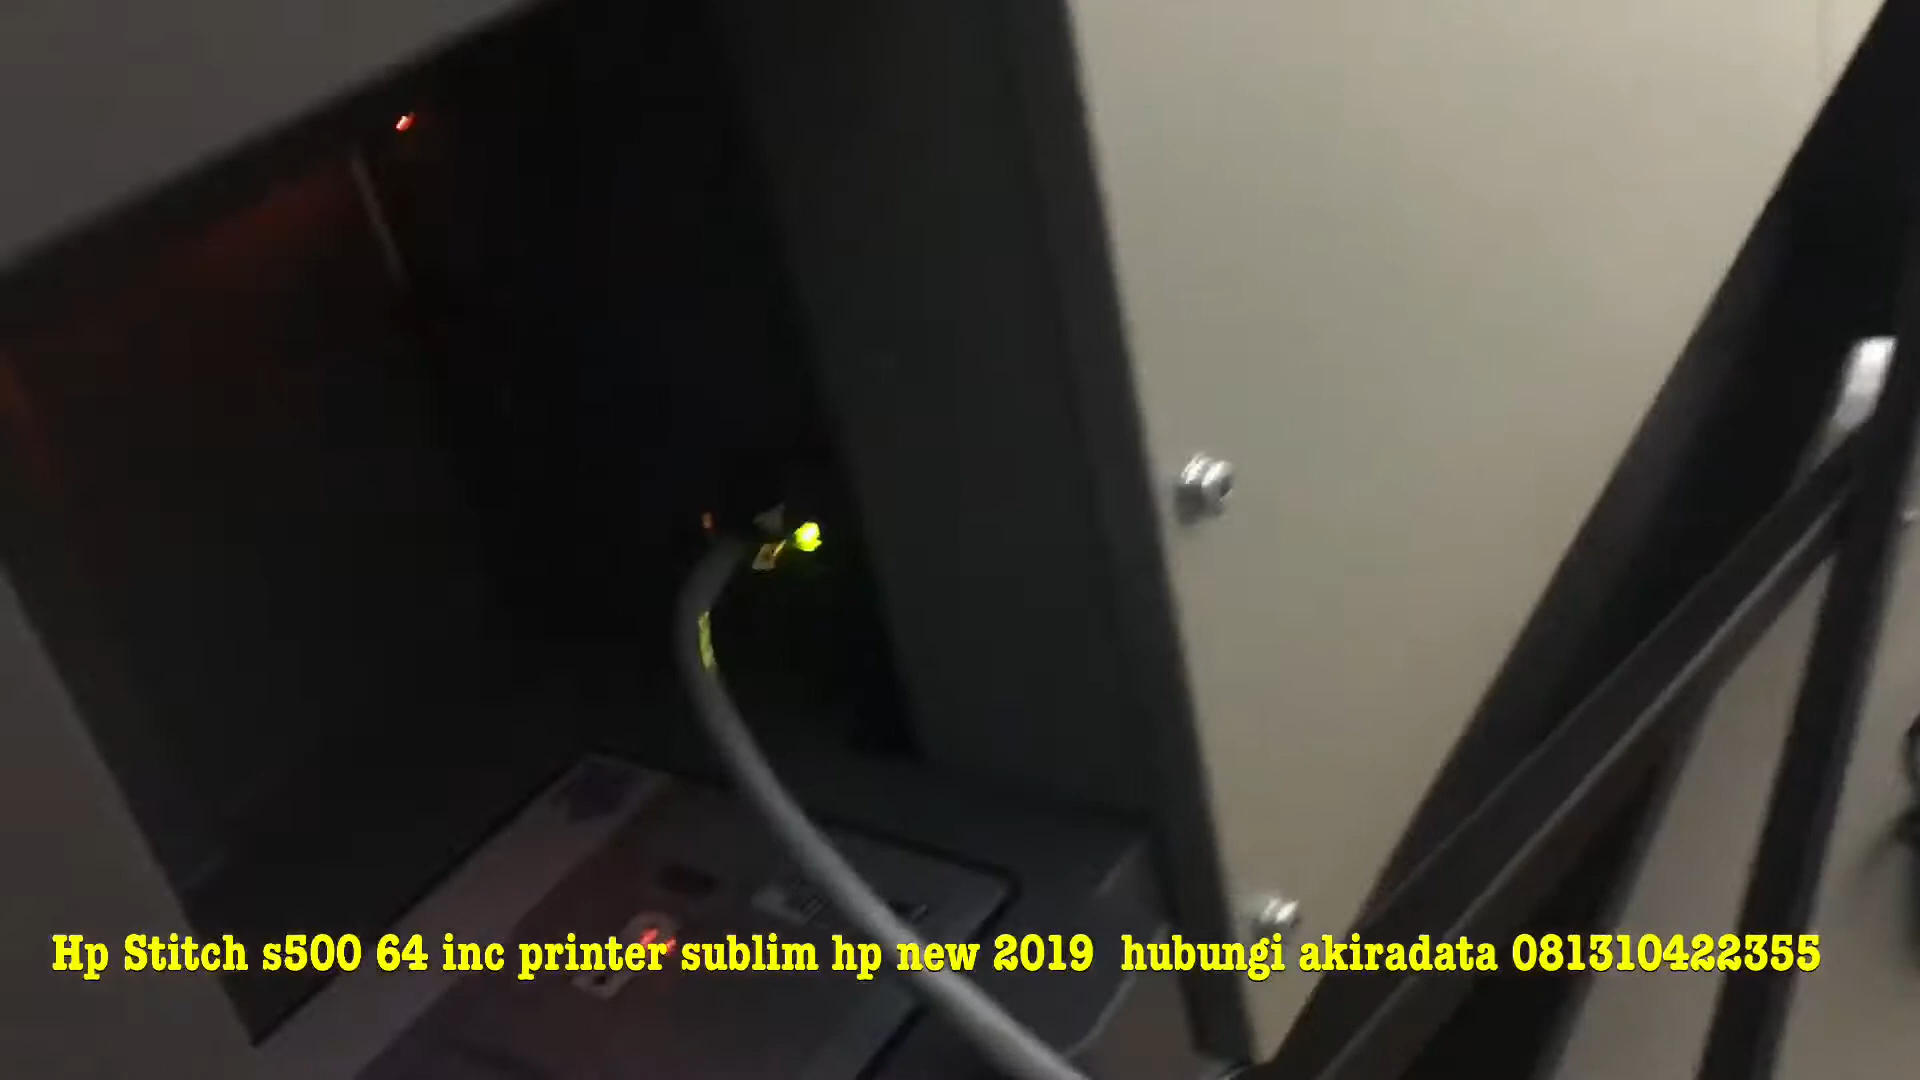 Hp Stitch s500 64 inc printer sublim hp new 2019 hubungi akiradata 081310422355